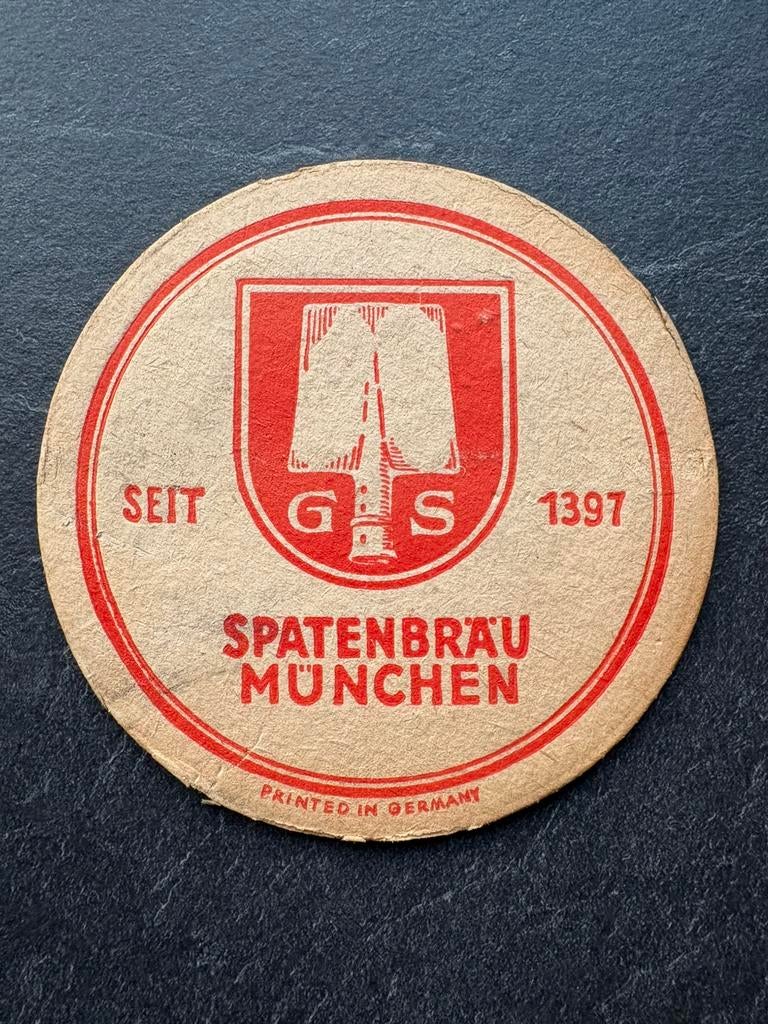 G S
SEIT 1397
SPATENBRÄU
MÜNCHEN
PRINTED IN GERMANY